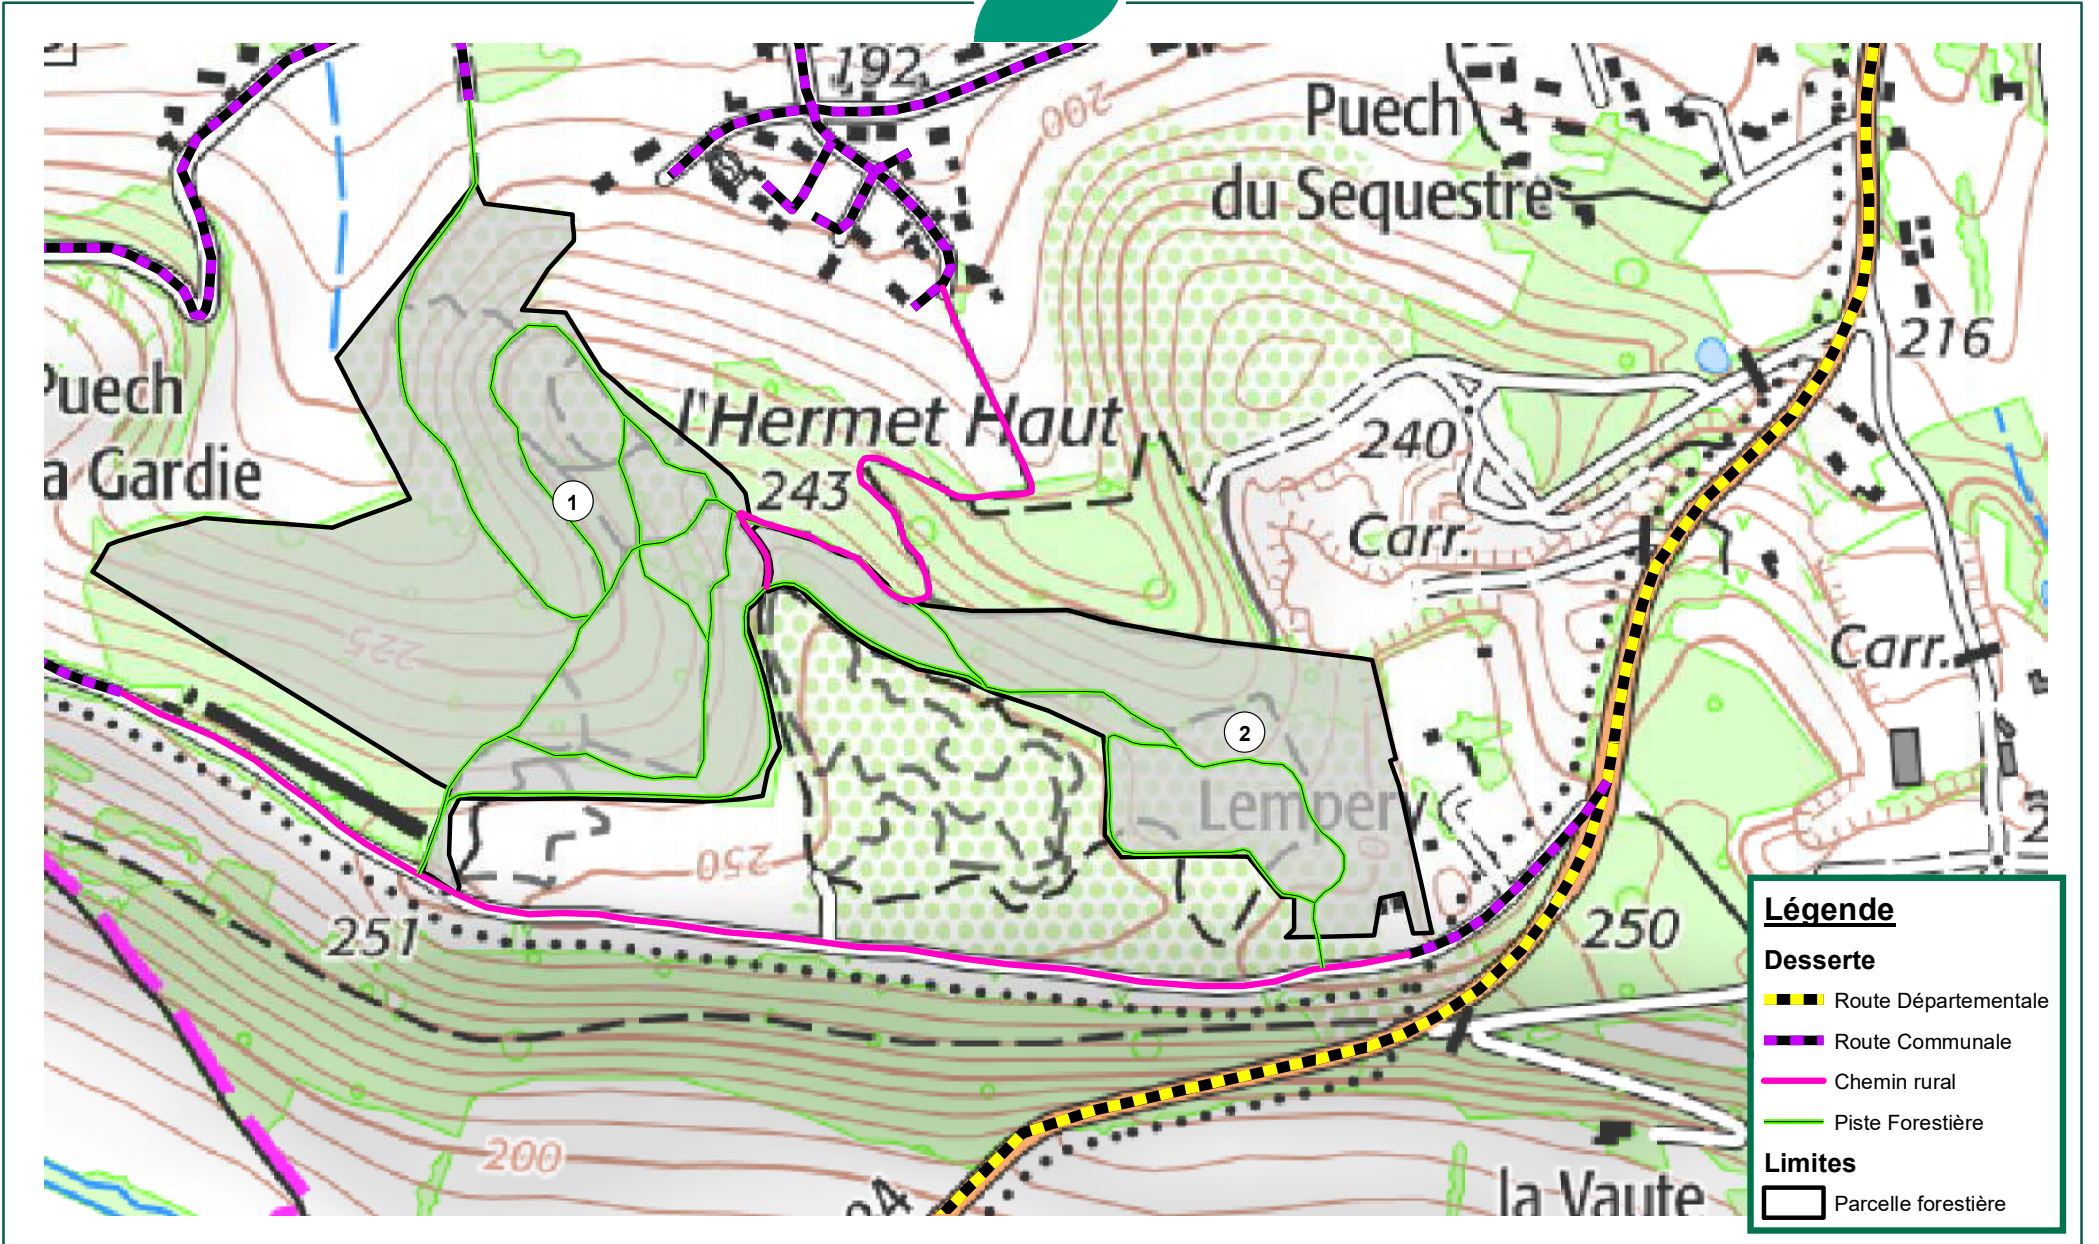 192
200
Puech
du Sequestre
216
Puech
a Gardie
l'Hermet Haut
243
240
Carr.
1
225
Carr.
2
Lempery
250
251
250
200
la Vaute
Légende
Desserte
Route Départementale
Route Communale
Chemin rural
Piste Forestière
Limites
Parcelle forestière